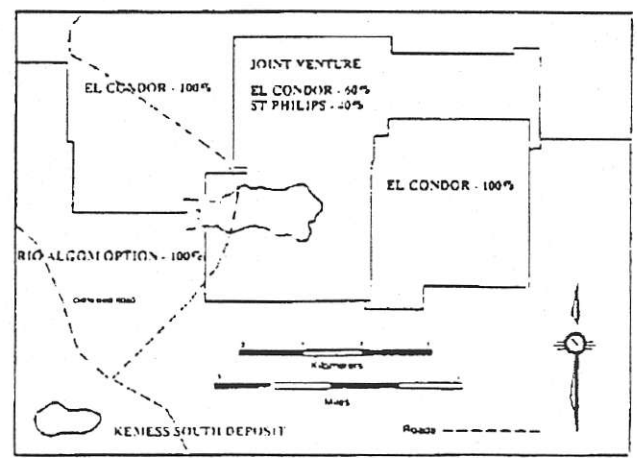 JOINT VENTURE
EL CONDOR - 100%
EL CONDOR - 60%
ST PHILIPS - 40%
EL CONDOR - 100%
RIO ALGOM OPTION - 100%
ROAD
Kilometers
Miles
KEMESS SOUTH DEPOSIT
Roads